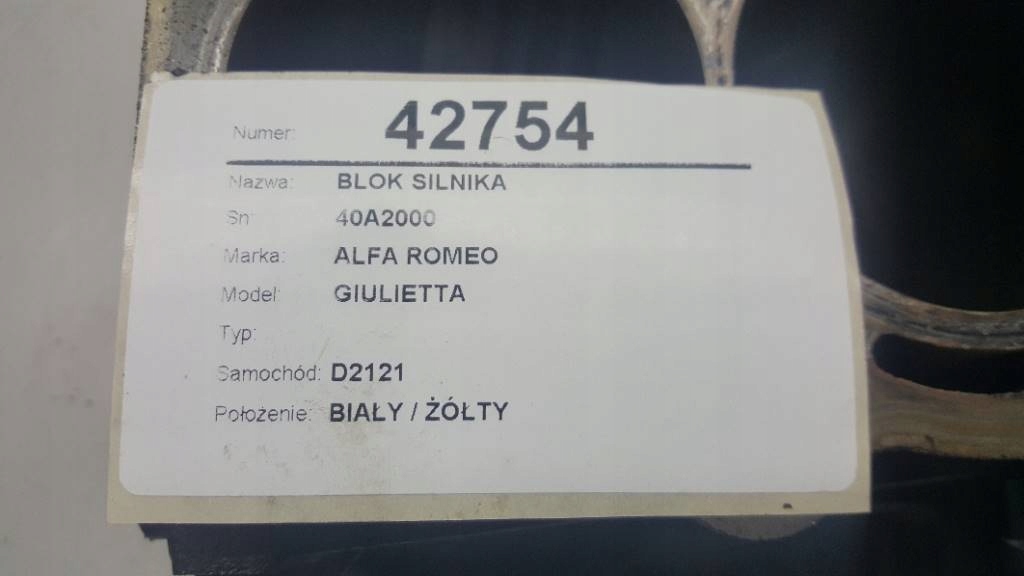 Numer: 42754
Nazwa: BLOK SILNIKA
Sn: 40A2000
Marka: ALFA ROMEO
Model: GIULIETTA
Typ:
Samochód: D2121
Położenie: BIAŁY / ŻÓŁTY